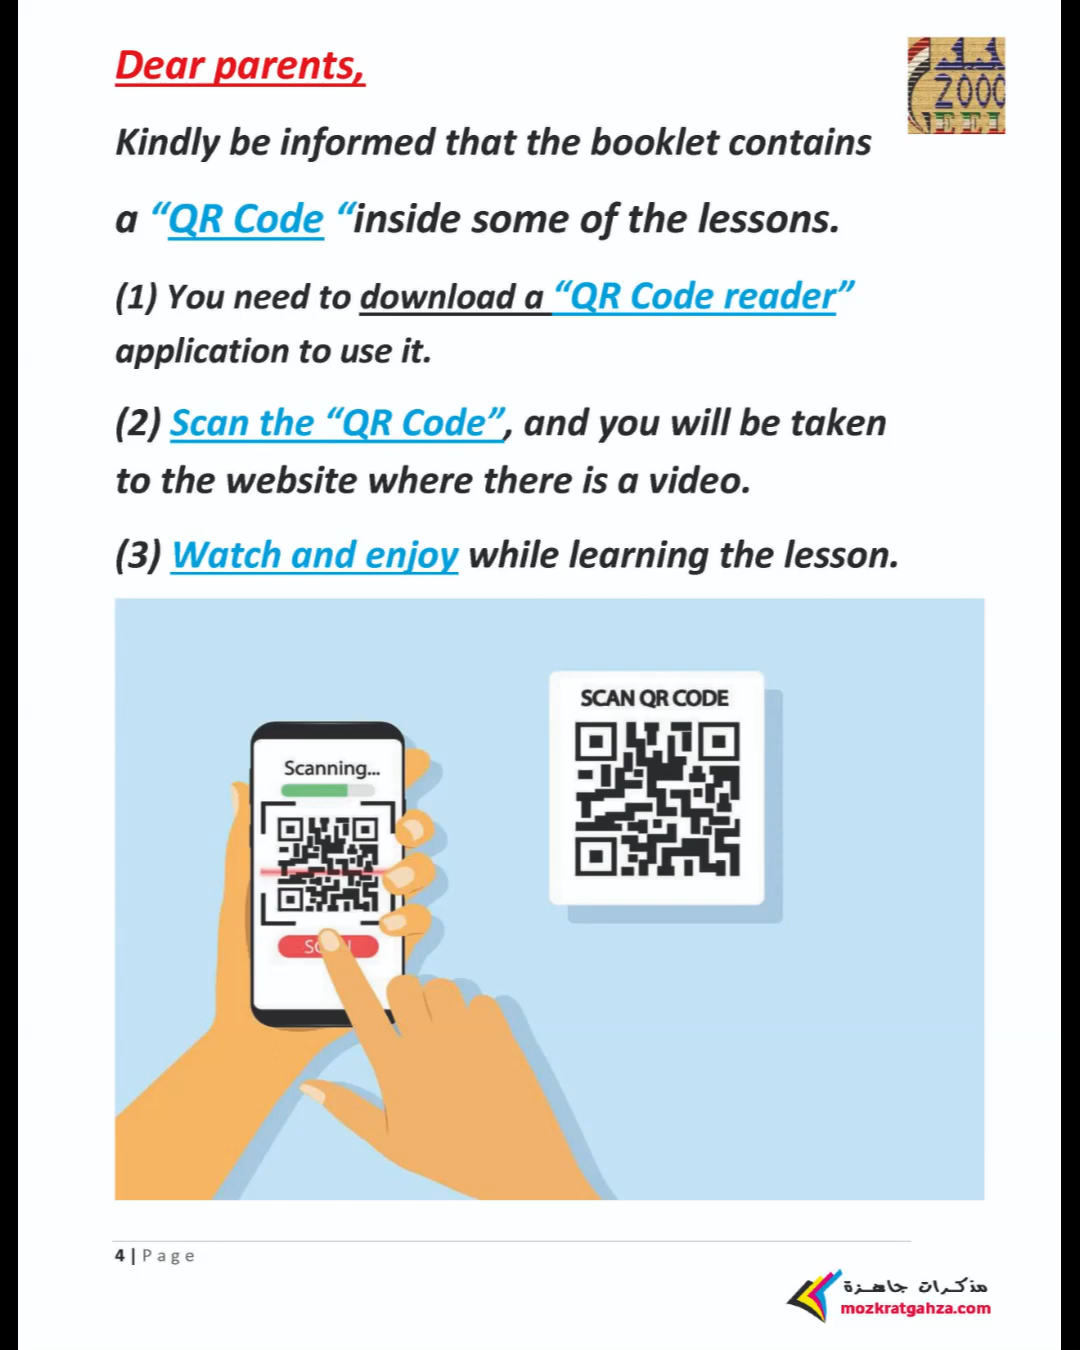 Dear parents,
2000
EEI
Kindly be informed that the booklet contains
a “QR Code “inside some of the lessons.
(1) You need to download a “QR Code reader”
application to use it.
(2) Scan the “QR Code”, and you will be taken
to the website where there is a video.
(3) Watch and enjoy while learning the lesson.
SCAN QR CODE
Scanning...
4 | Page
مذكرات جاهزة
mozkratgahza.com